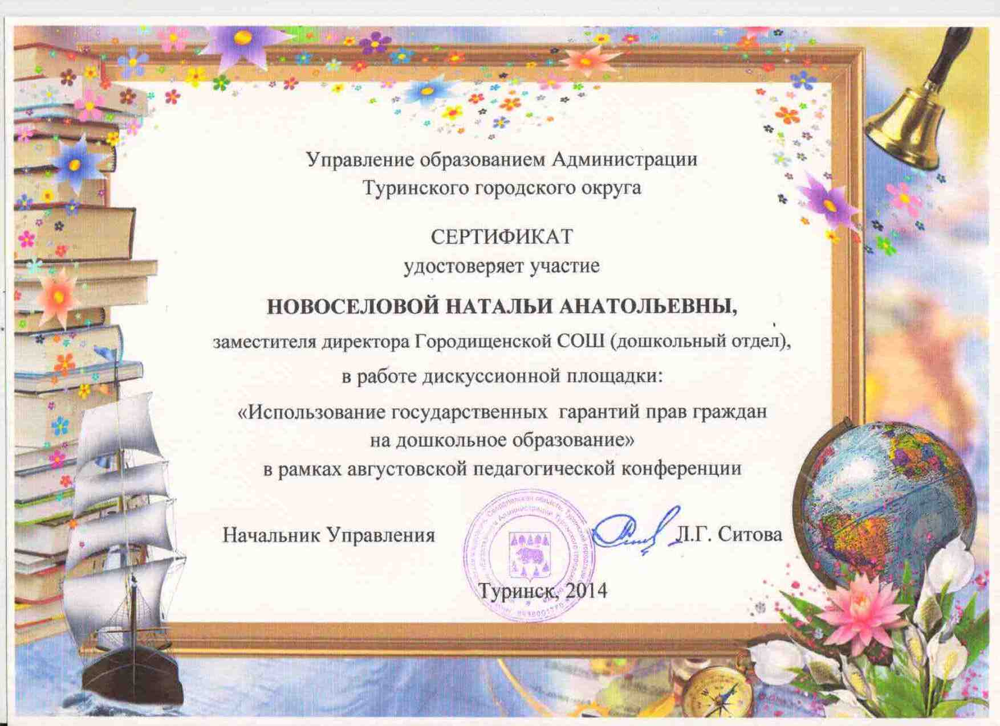 Управление образованием Администрации
Туринского городского округа
СЕРТИФИКАТ
удостоверяет участие
НОВОСЕЛОВОЙ НАТАЛЬИ АНАТОЛЬЕВНЫ,
заместителя директора Городищенской СОШ (дошкольный отдел),
в работе дискуссионной площадки:
«Использование государственных гарантий прав граждан
на дошкольное образование»
в рамках августовской педагогической конференции
Начальник Управления
Л.Г. Ситова
Туринск, 2014